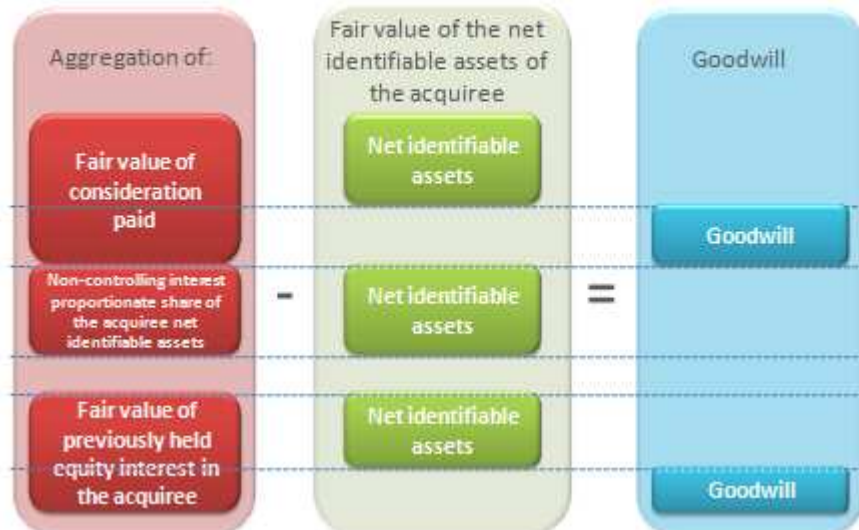 Aggregation of:
Fair value of
consideration
paid
Non-controlling interest
proportionate share of
the acquiree net
identifiable assets
Fair value of
previously held
equity interest in
the acquiree
-
Fair value of the net
identifiable assets of
the acquiree
Net identifiable
assets
Net identifiable
assets
Net identifiable
assets
=
Goodwill
Goodwill
Goodwill